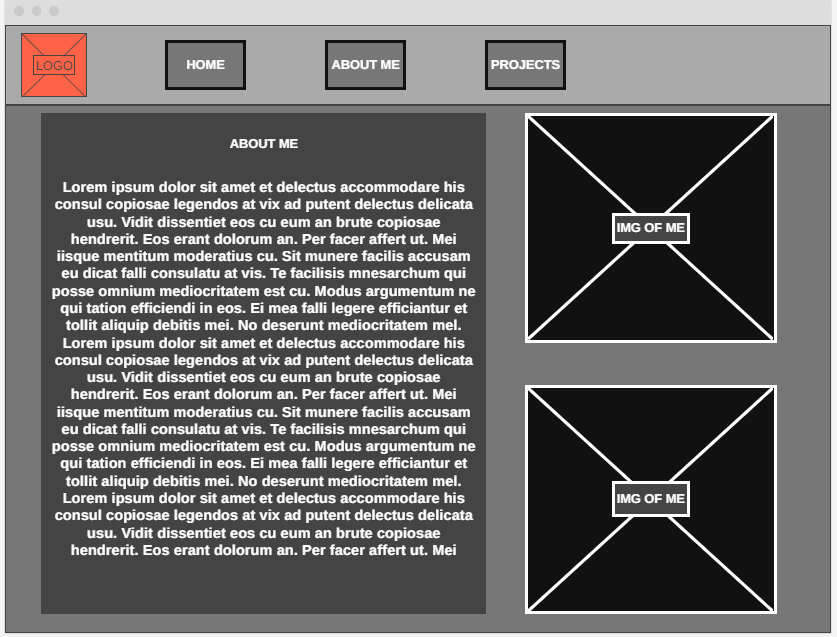 LOGO
HOME
ABOUT ME
PROJECTS
ABOUT ME
Lorem ipsum dolor sit amet et delectus accommodare his
consul copiosae legendos at vix ad putent delectus delicata
usu. Vidit dissentiet eos cu eum an brute copiosae
hendrerit. Eos erant dolorum an. Per facer affert ut. Mei
iisque mentitum moderatius cu. Sit munere facilis accusam
eu dicat falli consulatu at vis. Te facilisis mnesarchum qui
posse omnium mediocritatem est cu. Modus argumentum ne
qui tation efficiendi in eos. Ei mea falli legere efficiantur et
tollit aliquip debitis mei. No deserunt mediocritatem mel.
Lorem ipsum dolor sit amet et delectus accommodare his
consul copiosae legendos at vix ad putent delectus delicata
usu. Vidit dissentiet eos cu eum an brute copiosae
hendrerit. Eos erant dolorum an. Per facer affert ut. Mei
iisque mentitum moderatius cu. Sit munere facilis accusam
eu dicat falli consulatu at vis. Te facilisis mnesarchum qui
posse omnium mediocritatem est cu. Modus argumentum ne
qui tation efficiendi in eos. Ei mea falli legere efficiantur et
tollit aliquip debitis mei. No deserunt mediocritatem mel.
Lorem ipsum dolor sit amet et delectus accommodare his
consul copiosae legendos at vix ad putent delectus delicata
usu. Vidit dissentiet eos cu eum an brute copiosae
hendrerit. Eos erant dolorum an. Per facer affert ut. Mei
IMG OF ME
IMG OF ME